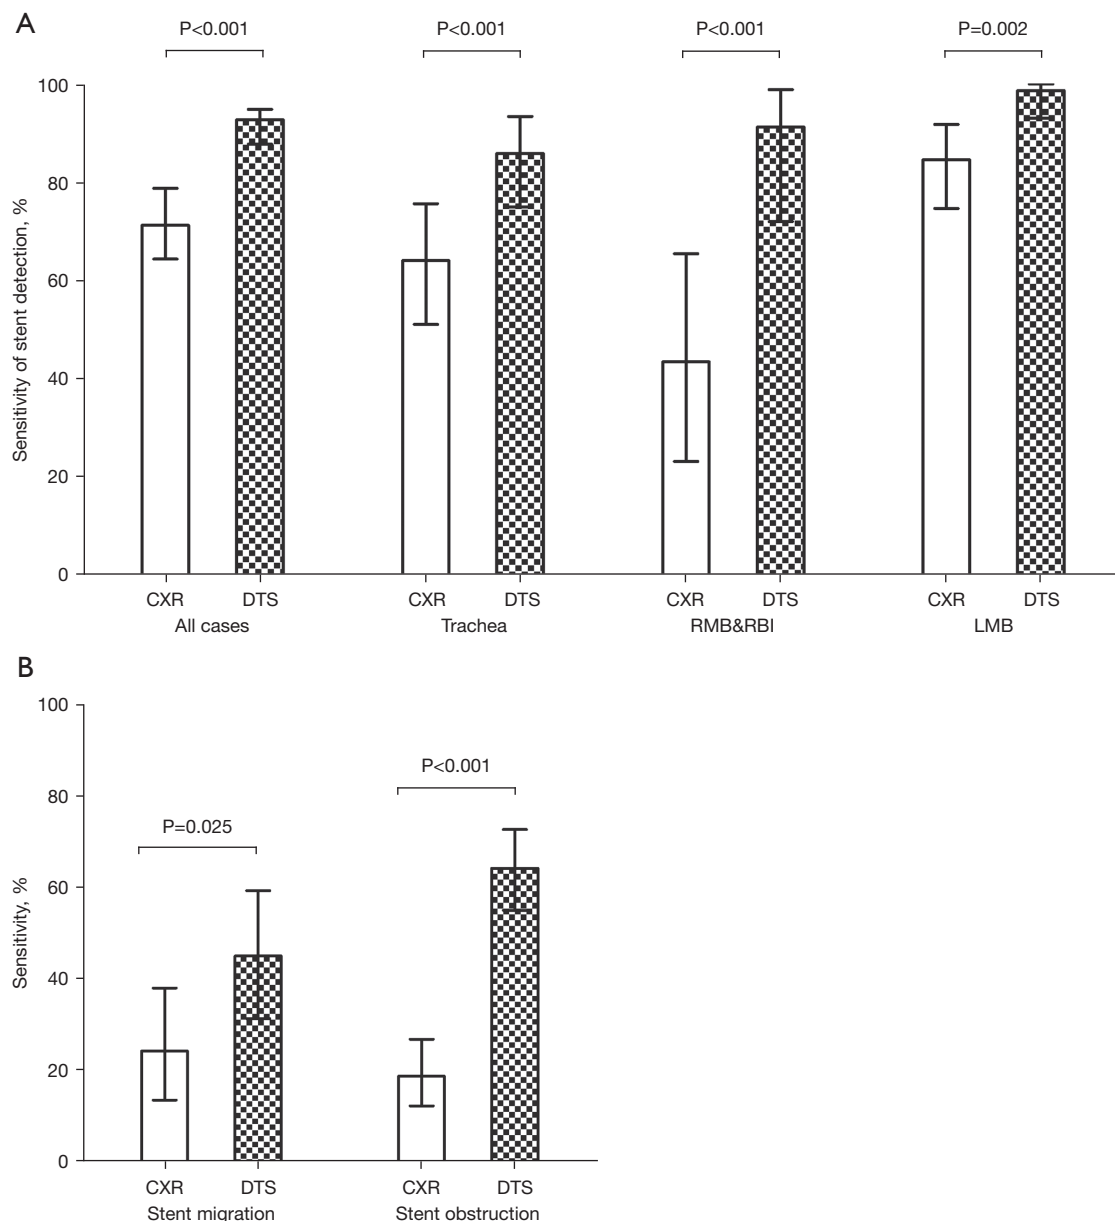 A
P<0.001 P<0.001 P<0.001 P=0.002
100
80
60
40
20
0
Sensitivity of stent detection, %
CXR DTS CXR DTS CXR DTS CXR DTS
All cases Trachea RMB&RBI LMB
B
100
80
60
40
20
0
Sensitivity, %
P<0.001
P=0.025
CXR DTS CXR DTS
Stent migration Stent obstruction